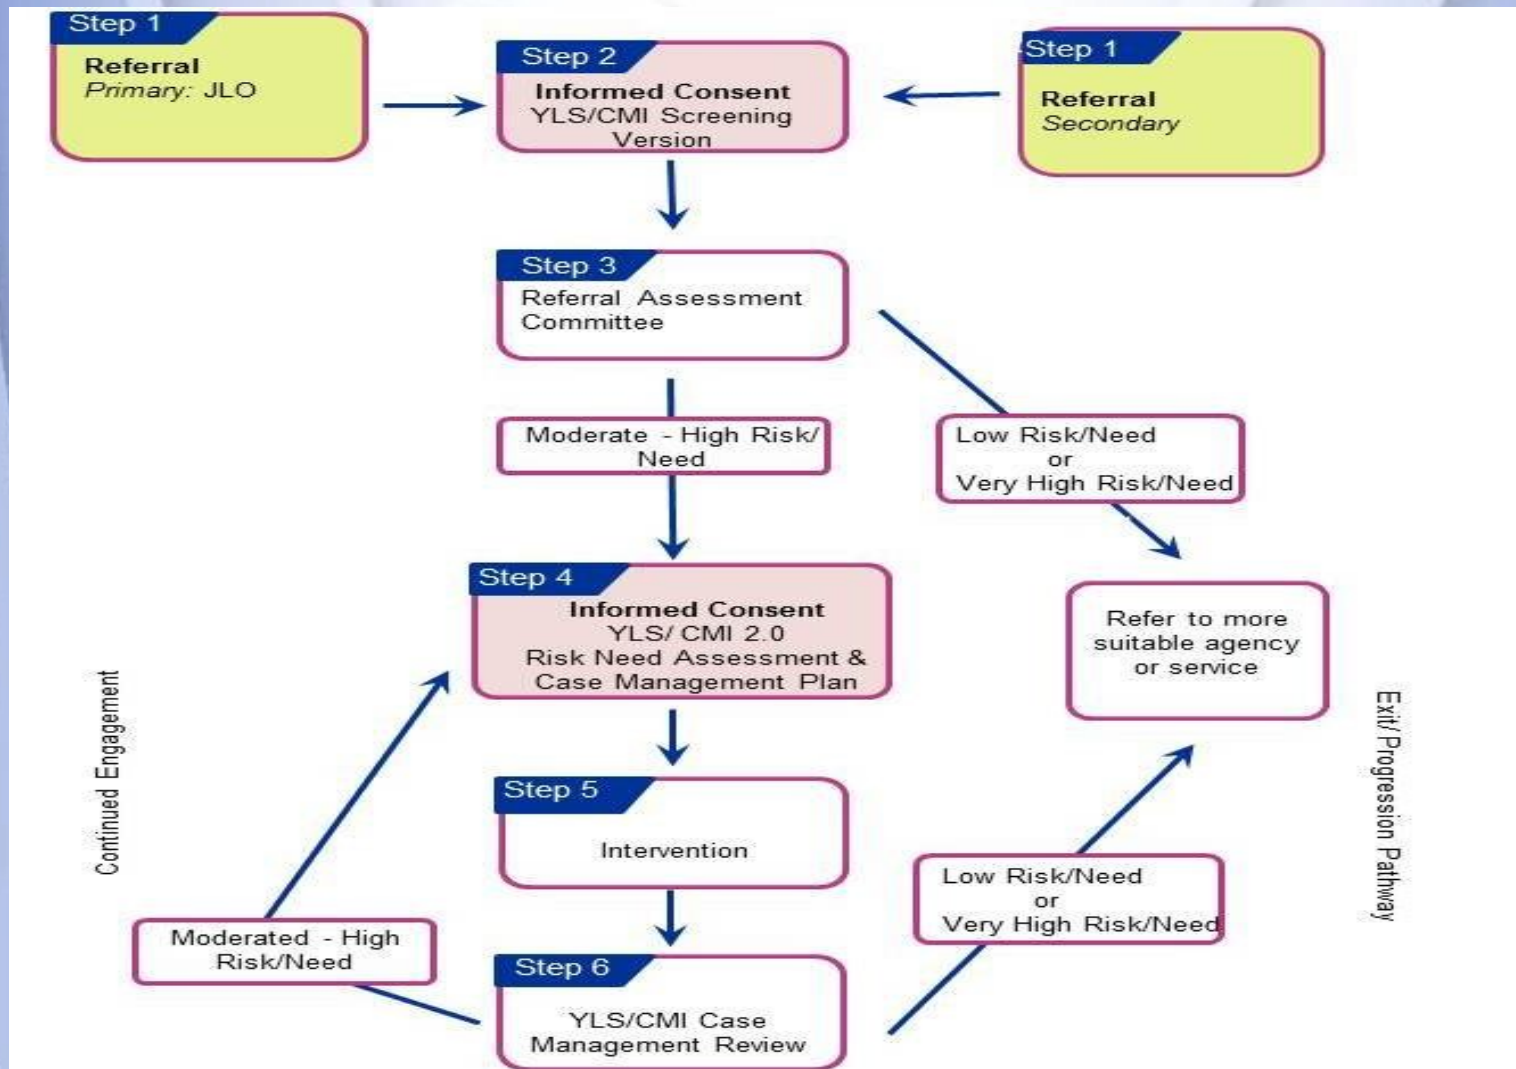 Step 1
Referral
Primary: JLO
Step 2
Informed Consent
YLS/CMI Screening
Version
Step 1
Referral
Secondary
Step 3
Referral Assessment
Committee
Moderate - High Risk/
Need
Low Risk/Need
or
Very High Risk/Need
Step 4
Informed Consent
YLS/ CMI 2.0
Risk Need Assessment &
Case Management Plan
Refer to more
suitable agency
or service
Continued Engagement
Exit/ Progression Pathway
Step 5
Intervention
Low Risk/Need
or
Very High Risk/Need
Moderated - High
Risk/Need
Step 6
YLS/CMI Case
Management Review